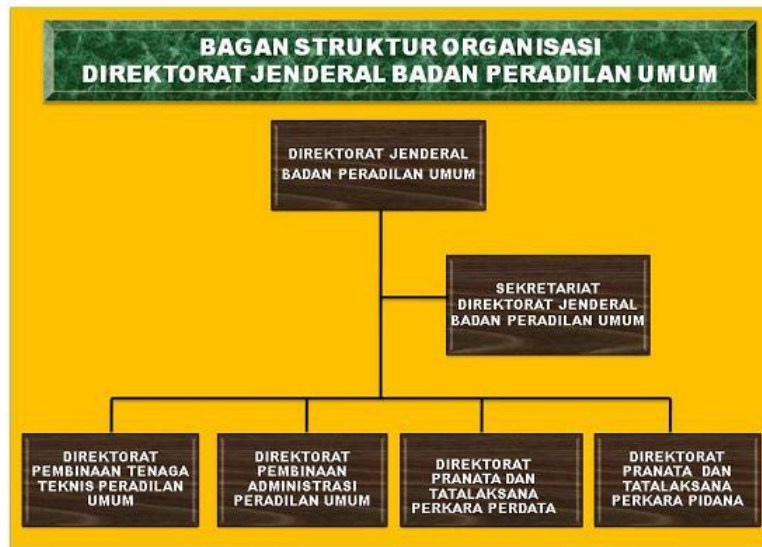 BAGAN STRUKTUR ORGANISASI
DIREKTORAT JENDERAL BADAN PERADILAN UMUM
DIREKTORAT JENDERAL
BADAN PERADILAN UMUM
SEKRETARIAT
DIREKTORAT JENDERAL
BADAN PERADILAN UMUM
DIREKTORAT
PEMBINAAN TENAGA
TEKNIS PERADILAN
UMUM
DIREKTORAT
PEMBINAAN
ADMINISTRASI
PERADILAN UMUM
DIREKTORAT
PRANATA DAN
TATALAKSANA
PERKARA PERDATA
DIREKTORAT
PRANATA DAN
TATALAKSANA
PERKARA PIDANA